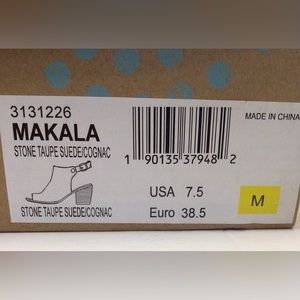 3131226
MAKALA
STONE TAUPE SUEDE/COGNAC
1 90135 37948 2
MADE IN CHINA
STONE TAUPE SUEDE/COGNAC
USA 7.5
Euro 38.5
M